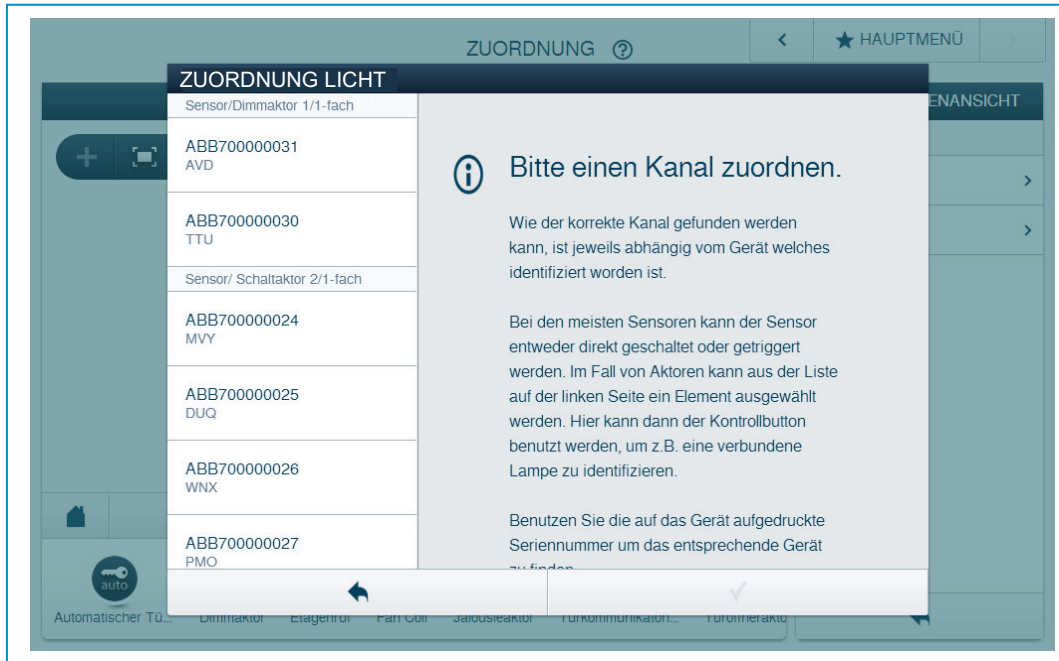 ZUORDNUNG
HAUPTMENÜ
ZUORDNUNG LICHT
ENANSICHT
Sensor/Dimmaktor 1/1-fach
ABB700000031
AVD
ABB700000030
TTU
Sensor/ Schaltaktor 2/1-fach
ABB700000024
MVY
ABB700000025
DUQ
ABB700000026
WNX
ABB700000027
PMO
Bitte einen Kanal zuordnen.
Wie der korrekte Kanal gefunden werden
kann, ist jeweils abhängig vom Gerät welches
identifiziert worden ist.
Bei den meisten Sensoren kann der Sensor
entweder direkt geschaltet oder getriggert
werden. Im Fall von Aktoren kann aus der Liste
auf der linken Seite ein Element ausgewählt
werden. Hier kann dann der Kontrollbutton
benutzt werden, um z.B. eine verbundene
Lampe zu identifizieren.
Benutzen Sie die auf das Gerät aufgedruckte
Seriennummer um das entsprechende Gerät
zu finden
auto
Automatischer Tü... Dimmaktor Etagenruf Fan Coil Jalousieaktor Türkommunikaton... Türöffnerakto